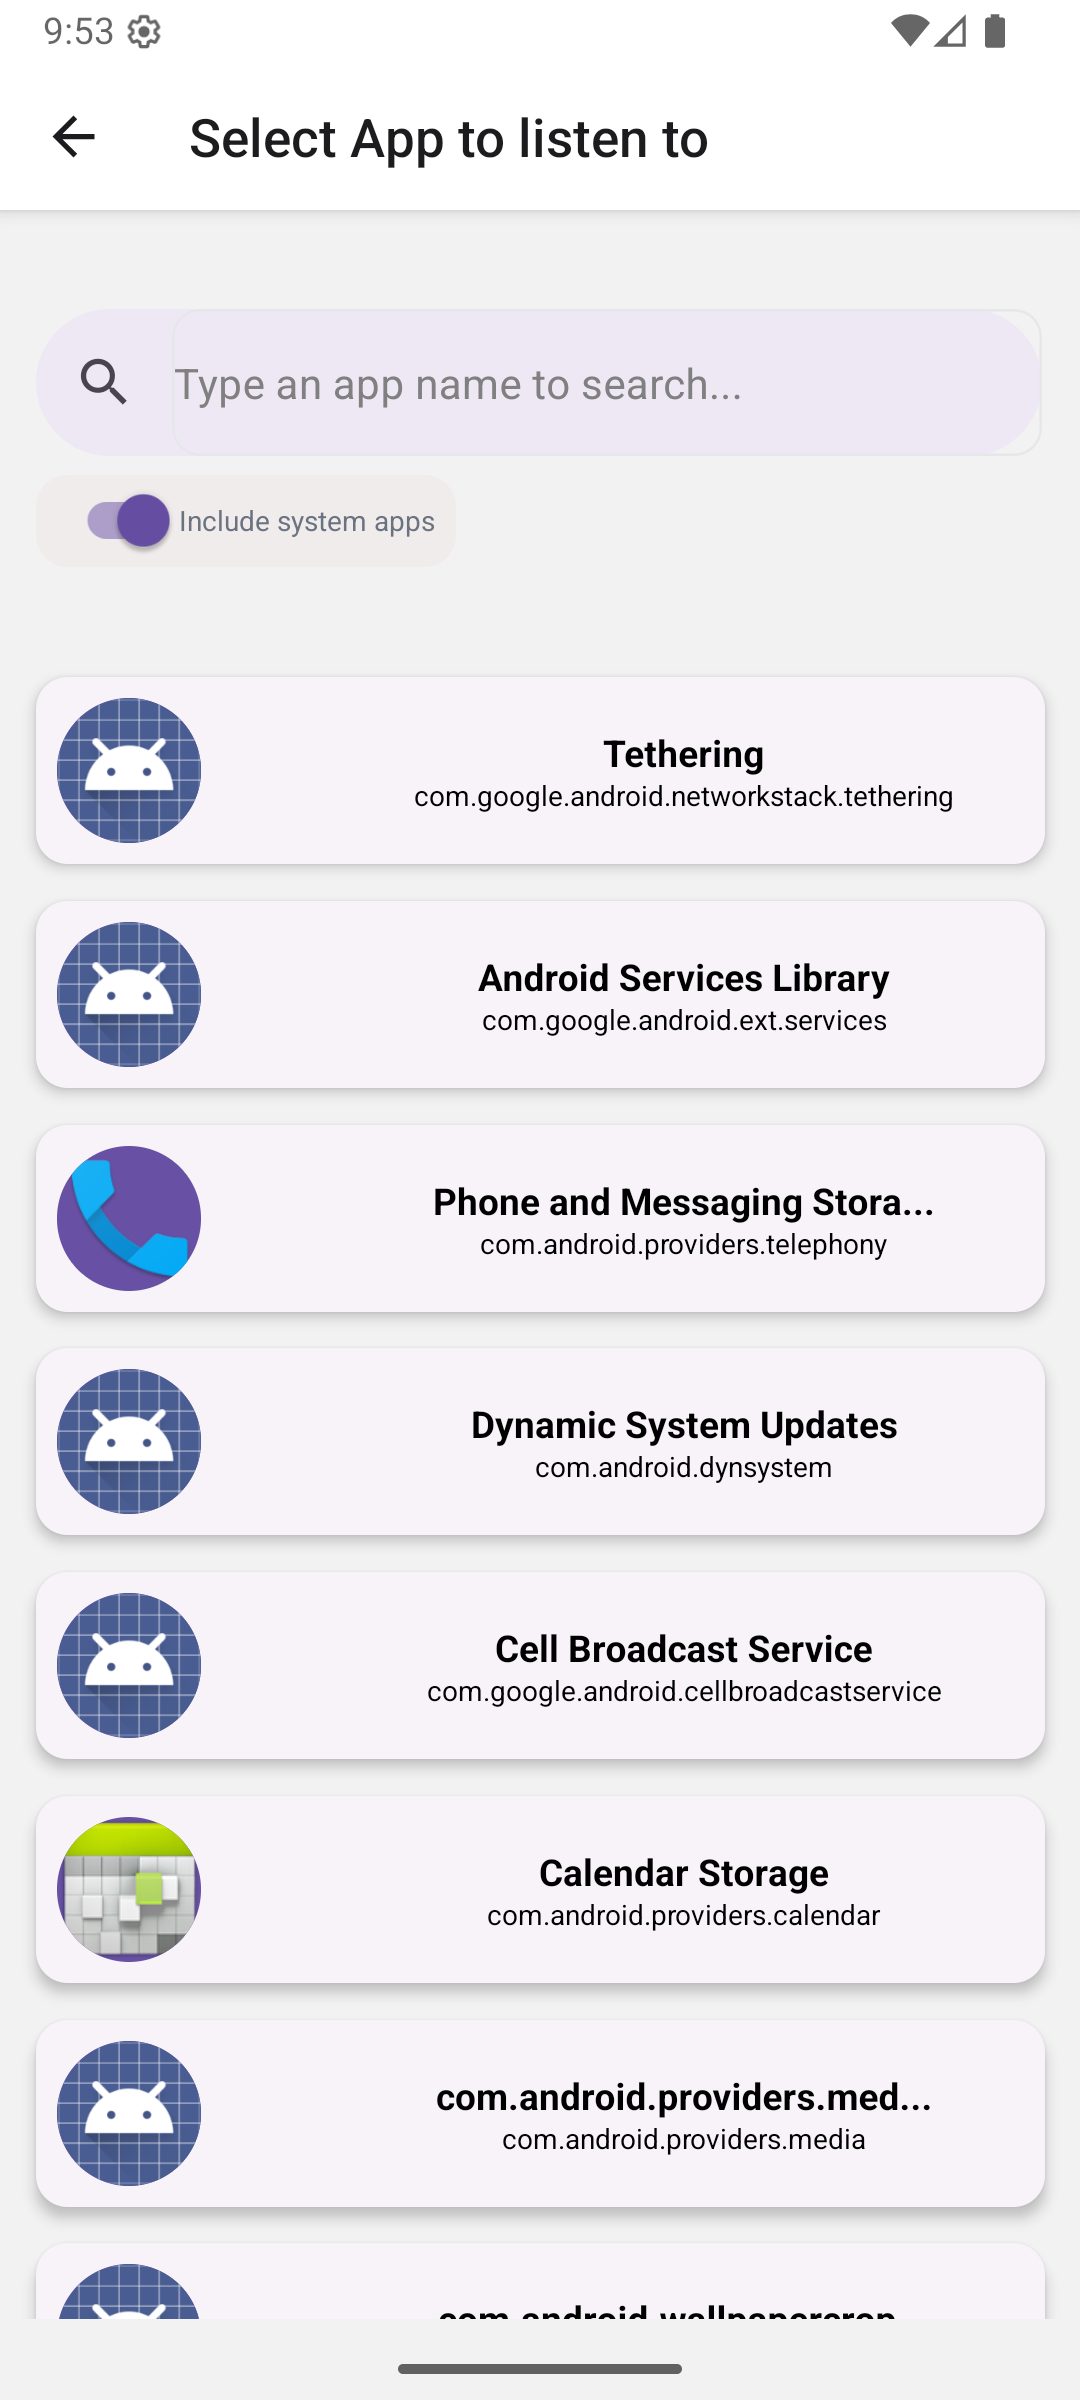 9:53
Select App to listen to
Type an app name to search...
Include system apps
Tethering
com.google.android.networkstack.tethering
Android Services Library
com.google.android.ext.services
Phone and Messaging Stora...
com.android.providers.telephony
Dynamic System Updates
com.android.dynsystem
Cell Broadcast Service
com.google.android.cellbroadcastservice
Calendar Storage
com.android.providers.calendar
com.android.providers.med...
com.android.providers.media
com.android.wallpapercrop